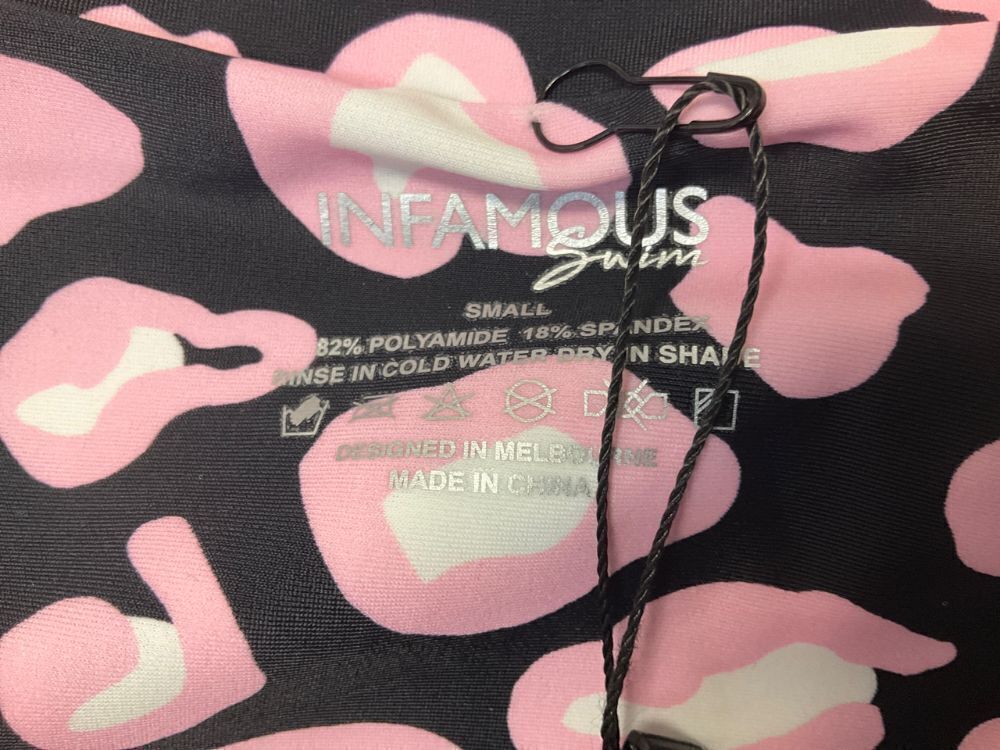 INFAMOUS
Swim
SMALL
82% POLYAMIDE 18% SPANDEX
RINSE IN COLD WATER DRY IN SHADE
DESIGNED IN MELBOURNE
MADE IN CHINA